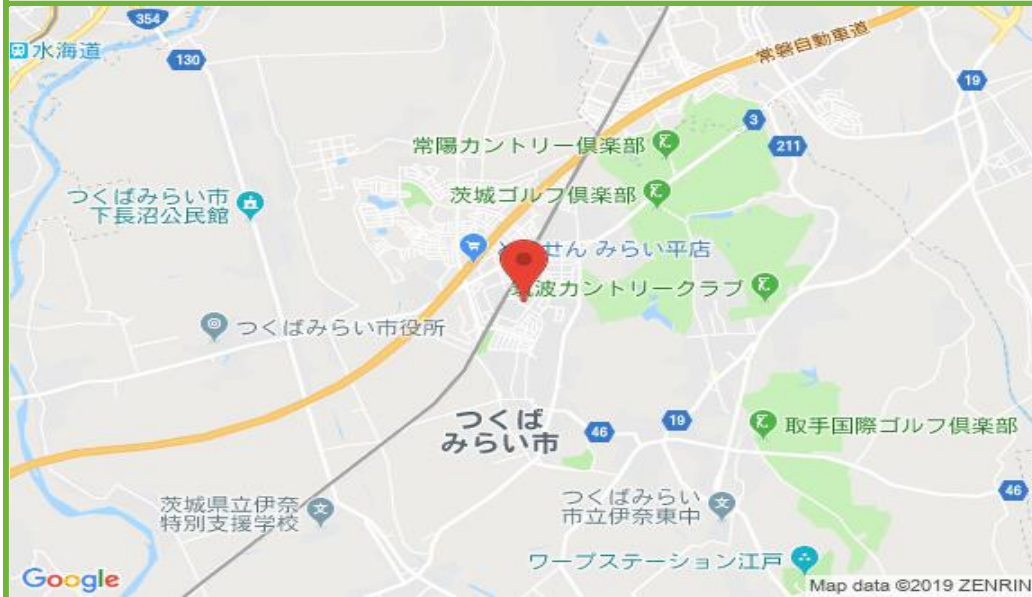 354
水海道
130
常磐自動車道
19
3
常陽カントリー倶楽部
211
つくばみらい市
下長沼公民館
茨城ゴルフ倶楽部
せん みらい平店
波カントリークラブ
つくばみらい市役所
つくば
みらい市
46
19
取手国際ゴルフ倶楽部
46
茨城県立伊奈
特別支援学校
つくばみらい
市立伊奈東中
ワープステーション江戸
Google
Map data ©2019 ZENRIN